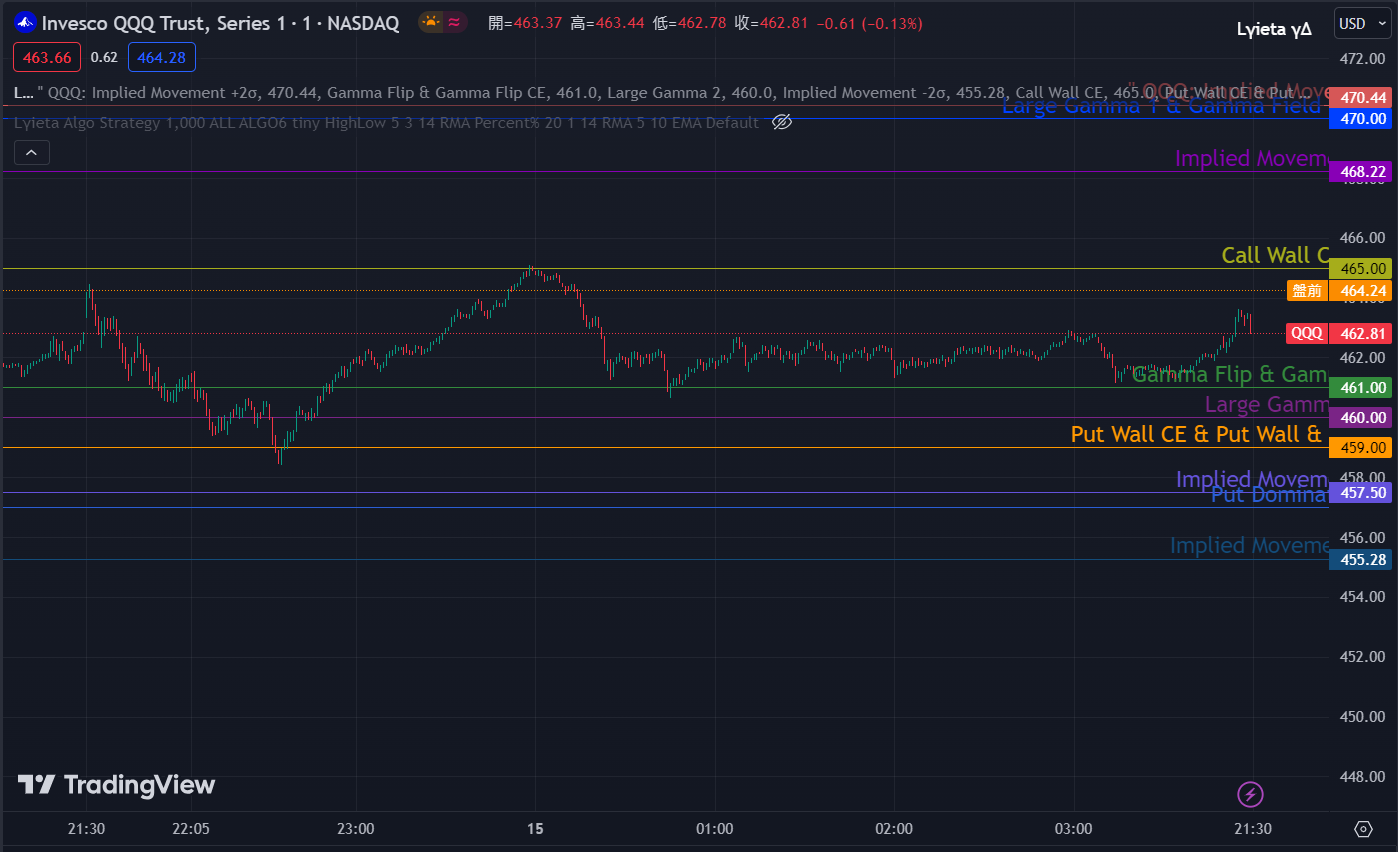 Invesco QQQ Trust, Series 1 · 1 · NASDAQ 開=463.37 高=463.44 低=462.78 收=462.81 −0.61 (−0.13%)
Lyieta γΔ
USD
463.66 0.62 464.28
472.00
L... " QQQ: Implied Movement +2σ, 470.44, Gamma Flip & Gamma Flip CE, 461.0, Large Gamma 2, 460.0, Implied Movement -2σ, 455.28, Call Wall CE, 465.0, Put Wall CE & Put ...
" QQQ: Implied Move
470.44
Large Gamma 1 & Gamma Field
470.00
Lyieta Algo Strategy 1,000 ALL ALGO6 tiny HighLow 5 3 14 RMA Percent% 20 1 14 RMA 5 10 EMA Default
Implied Movem
468.22
466.00
Call Wall C
465.00
盤前 464.24
QQQ 462.81
462.00
Gamma Flip & Gam
461.00
Large Gamm
460.00
Put Wall CE & Put Wall &
459.00
458.00
Implied Movem
457.50
Put Domina
456.00
Implied Moveme
455.28
454.00
452.00
450.00
448.00
TradingView
21:30 22:05 23:00 15 01:00 02:00 03:00 21:30